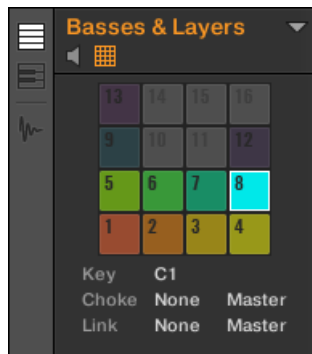 Basses & Layers
13 14 15 16
9 10 11 12
5 6 7 8
1 2 3 4
Key C1
Choke None Master
Link None Master